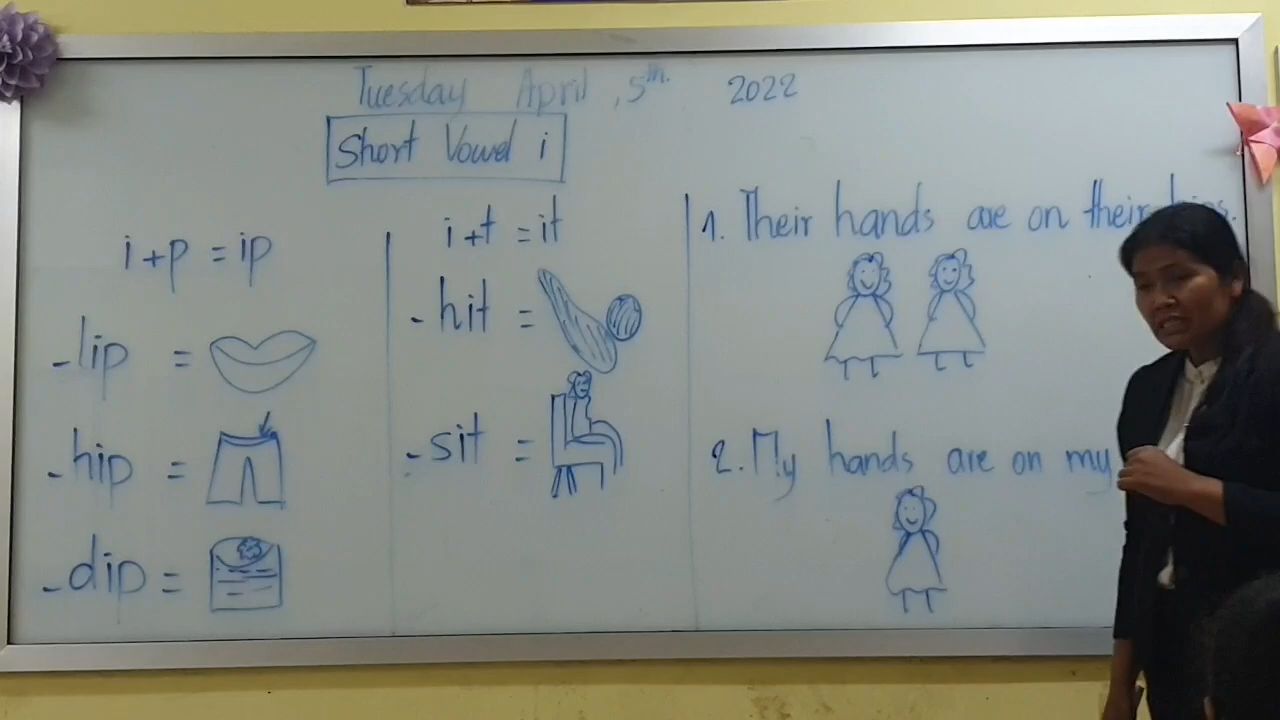 Tuesday April, 5th. 2022
Short Vowel i
i+p = ip
-lip =
-hip =
-dip =
i+t = it
-hit =
-sit =
1. Their hands are on their hips.
2. My hands are on my